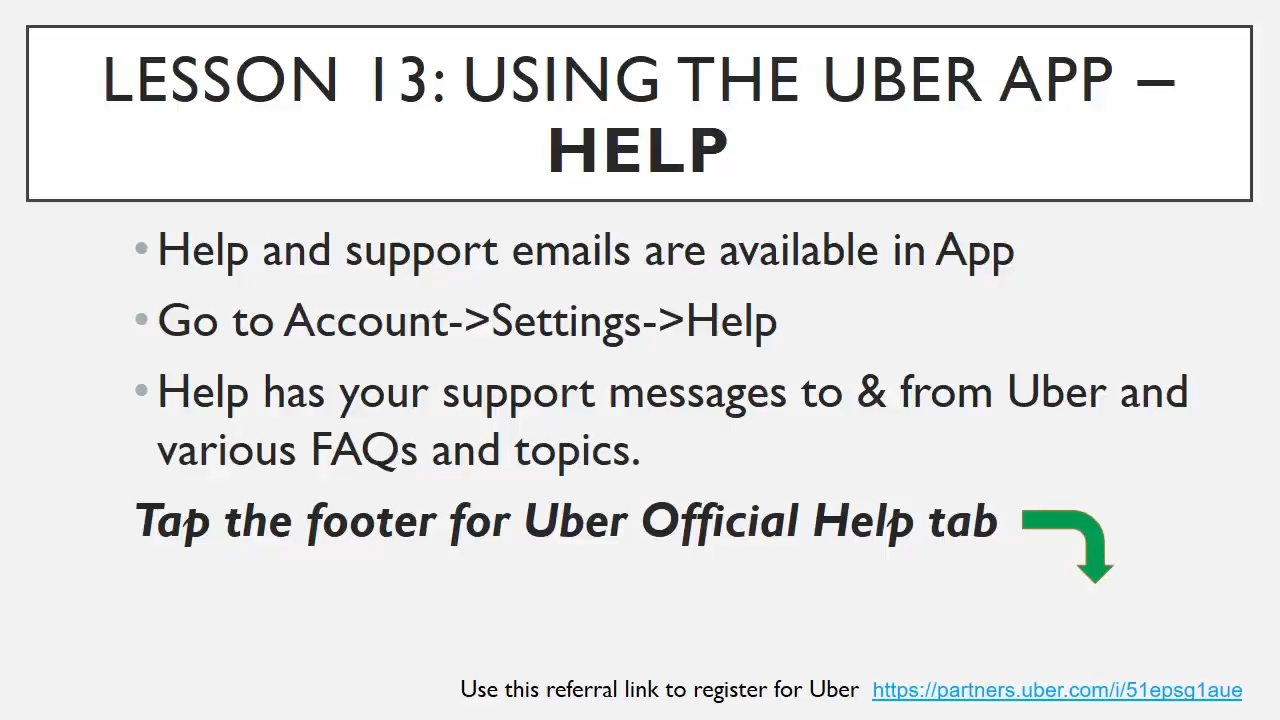 LESSON 13: USING THE UBER APP –
HELP
• Help and support emails are available in App
• Go to Account->Settings->Help
• Help has your support messages to & from Uber and
various FAQs and topics.
Tap the footer for Uber Official Help tab
Use this referral link to register for Uber https://partners.uber.com/i/51epsq1aue